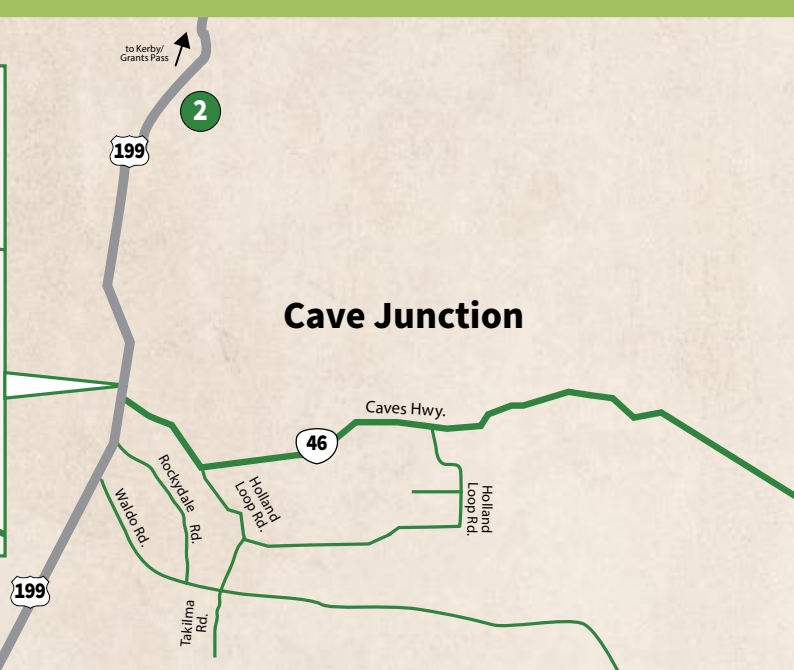 to Kerby/
Grants Pass
2
199
Cave Junction
Caves Hwy.
46
Rockydale Rd.
Holland
Loop Rd.
Holland
Loop Rd.
Waldo Rd.
199
Takilma
Rd.